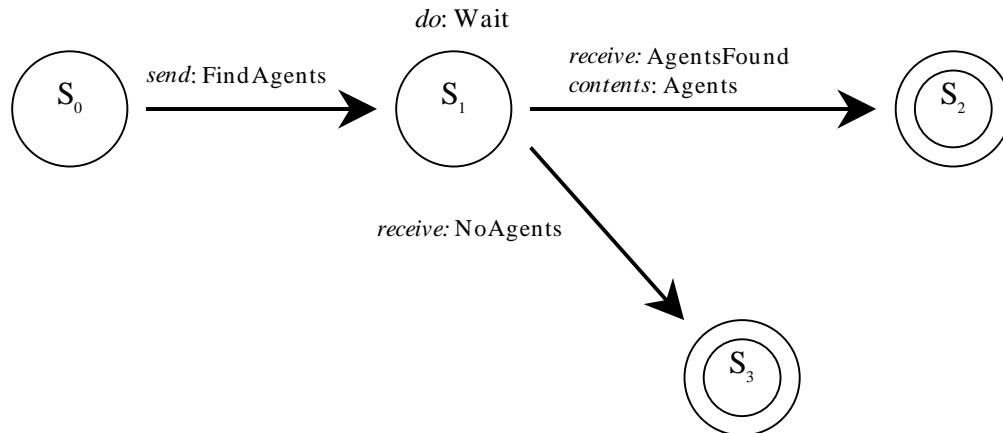 do: Wait
send: FindAgents
receive: AgentsFound
contents: Agents
S₀
S₁
S₂
receive: NoAgents
S₃